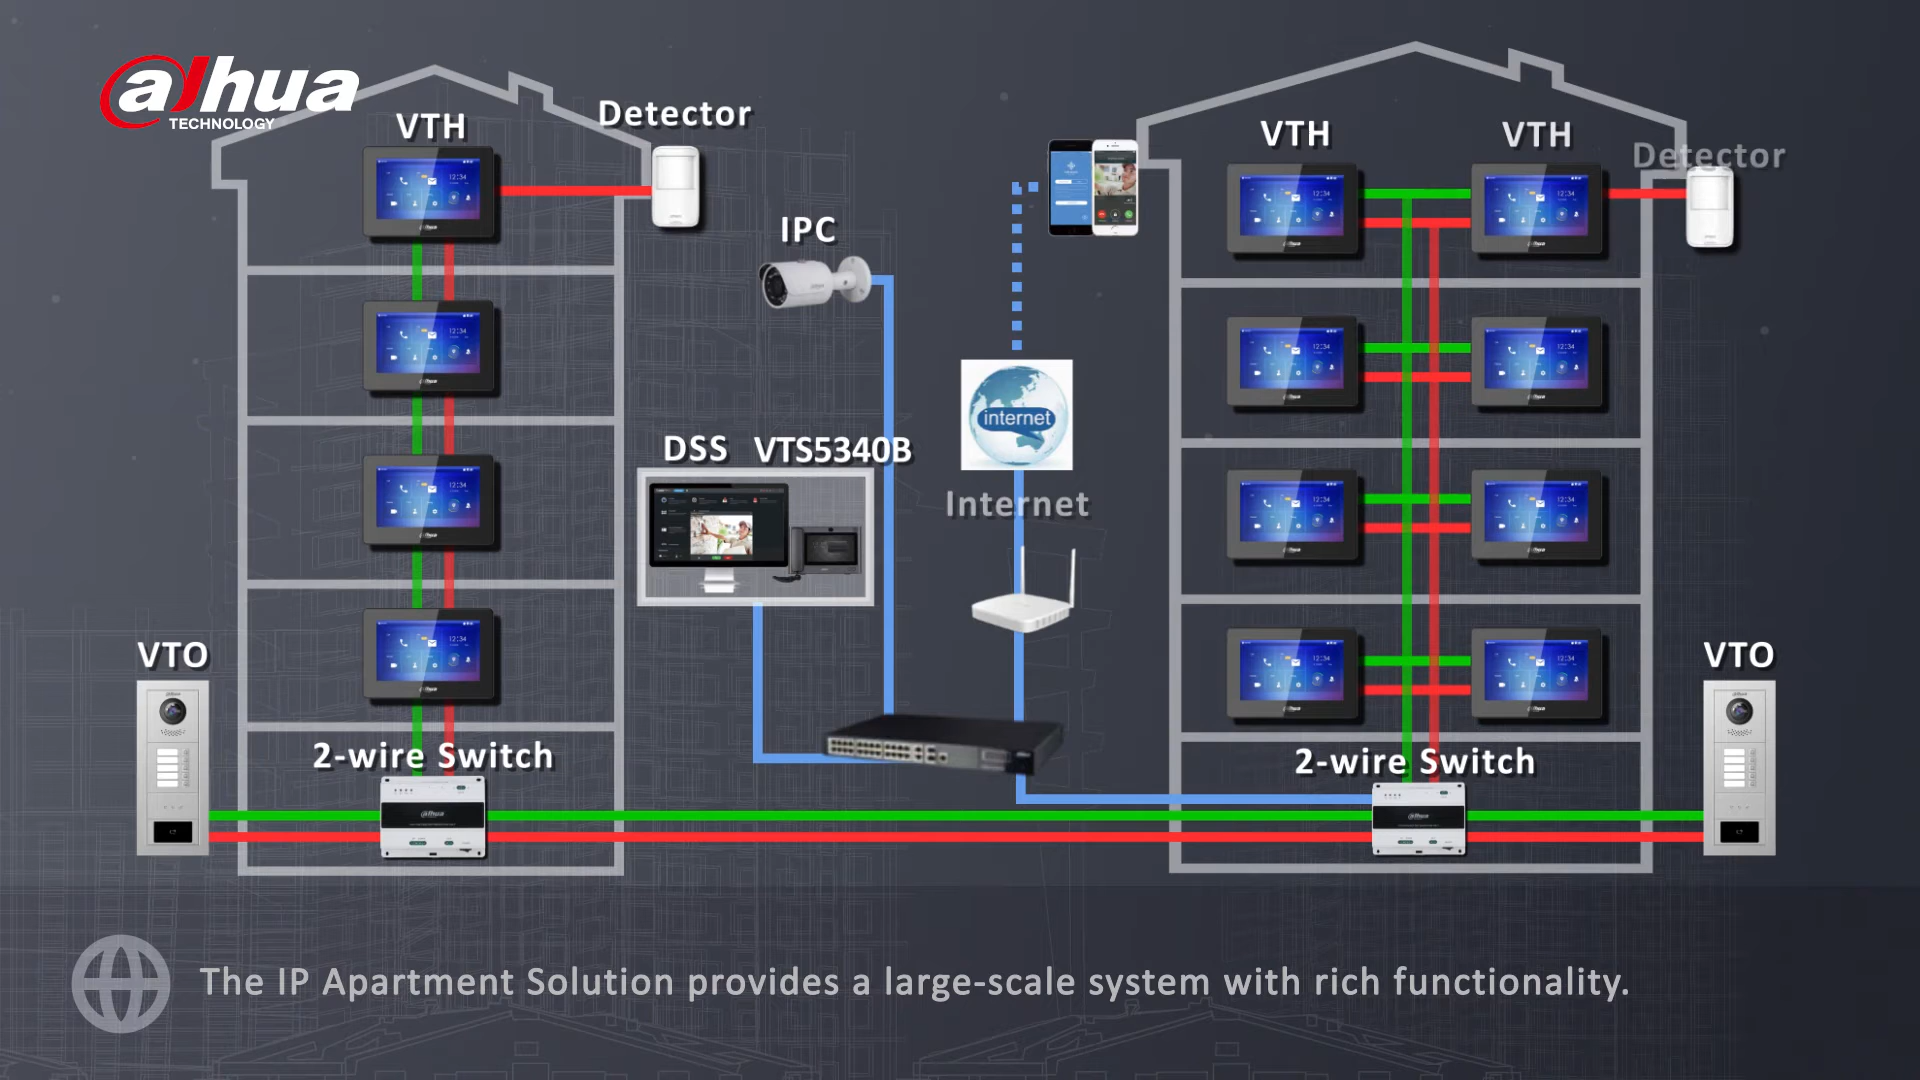 alhua
TECHNOLOGY
VTH
Detector
VTH
VTH
Detector
IPC
internet
DSS
VTS5340B
Internet
VTO
VTO
2-wire Switch
2-wire Switch
alhua
The IP Apartment Solution provides a large-scale system with rich functionality.